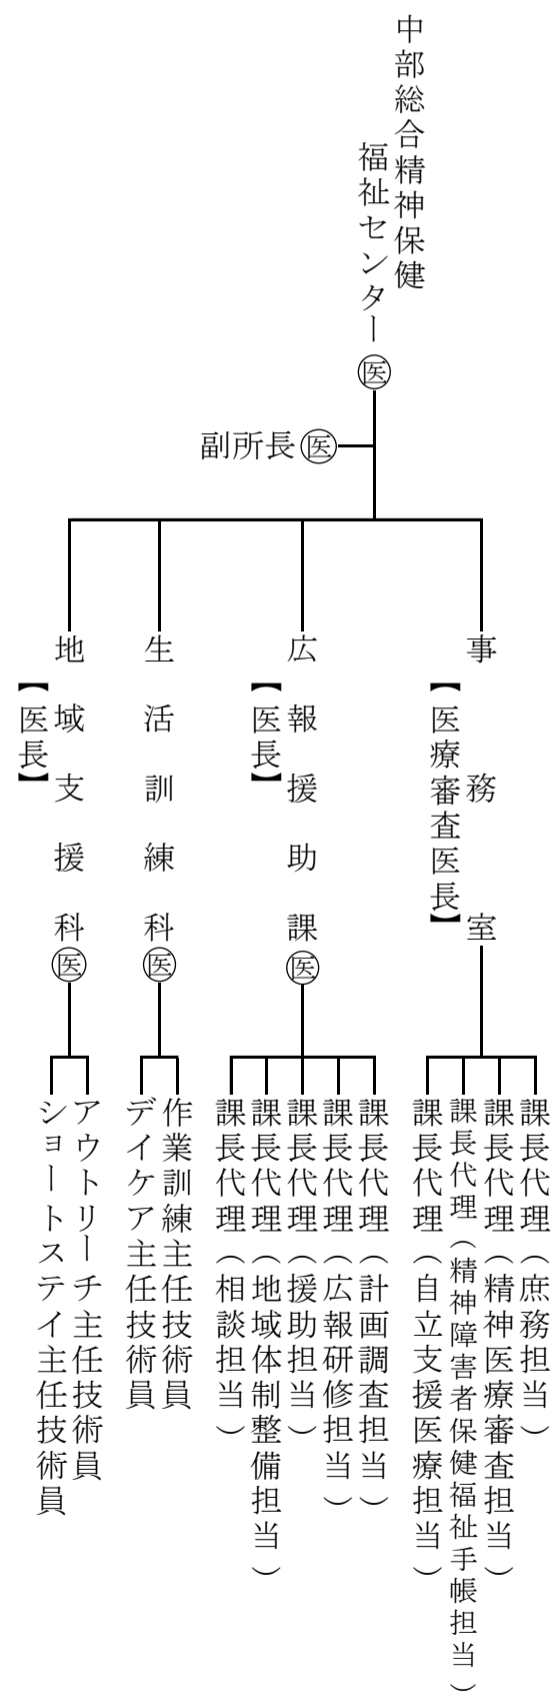 中部総合精神保健
福祉センター㊩
副所長㊩
事務室
【医療審査医長】
課長代理（庶務担当）
課長代理（精神医療審査担当）
課長代理（精神障害者保健福祉手帳担当）
課長代理（自立支援医療担当）
広報援助課㊩
【医長】
課長代理（計画調査担当）
課長代理（広報研修担当）
課長代理（援助担当）
課長代理（地域体制整備担当）
課長代理（相談担当）
生活訓練科㊩
作業訓練主任技術員
デイケア主任技術員
地域支援科㊩
【医長】
アウトリーチ主任技術員
ショートステイ主任技術員